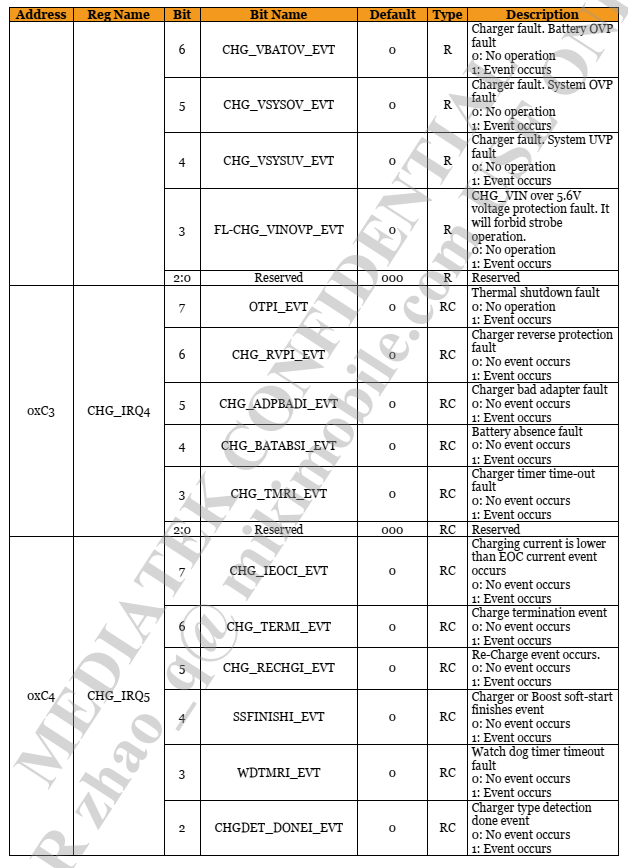 Address Reg Name Bit Bit Name Default Type Description
6 CHG_VBATOV_EVT 0 R Charger fault. Battery OVP
fault
0: No operation
1: Event occurs
5 CHG_VSYSOV_EVT 0 R Charger fault. System OVP
fault
0: No operation
1: Event occurs
4 CHG_VSYSUV_EVT 0 R Charger fault. System UVP
fault
0: No operation
1: Event occurs
3 FL-CHG_VINOVP_EVT 0 R CHG_VIN over 5.6V
voltage protection fault. It
will forbid strobe
operation.
0: No operation
1: Event occurs
2:0 Reserved 000 R Reserved
0xC3 CHG_IRQ4
7 OTPI_EVT 0 RC Thermal shutdown fault
0: No operation
1: Event occurs
6 CHG_RVPI_EVT 0 RC Charger reverse protection
fault
0: No event occurs
1: Event occurs
5 CHG_ADPBADI_EVT 0 RC Charger bad adapter fault
0: No event occurs
1: Event occurs
4 CHG_BATABSI_EVT 0 RC Battery absence fault
0: No event occurs
1: Event occurs
3 CHG_TMRI_EVT 0 RC Charger timer time-out
fault
0: No event occurs
1: Event occurs
2:0 Reserved 000 RC Reserved
0xC4 CHG_IRQ5
7 CHG_IEOCI_EVT 0 RC Charging current is lower
than EOC current event
occurs
0: No event occurs
1: Event occurs
6 CHG_TERMI_EVT 0 RC Charge termination event
0: No event occurs
1: Event occurs
5 CHG_RECHGI_EVT 0 RC Re-Charge event occurs.
0: No event occurs
1: Event occurs
4 SSFINISHI_EVT 0 RC Charger or Boost soft-start
finishes event
0: No event occurs
1: Event occurs
3 WDTMRI_EVT 0 RC Watch dog timer timeout
fault
0: No event occurs
1: Event occurs
2 CHGDET_DONEI_EVT 0 RC Charger type detection
done event
0: No event occurs
1: Event occurs
MEDIATEK CONFIDENTIAL
R zhao_q@mikimobile.com USE ON